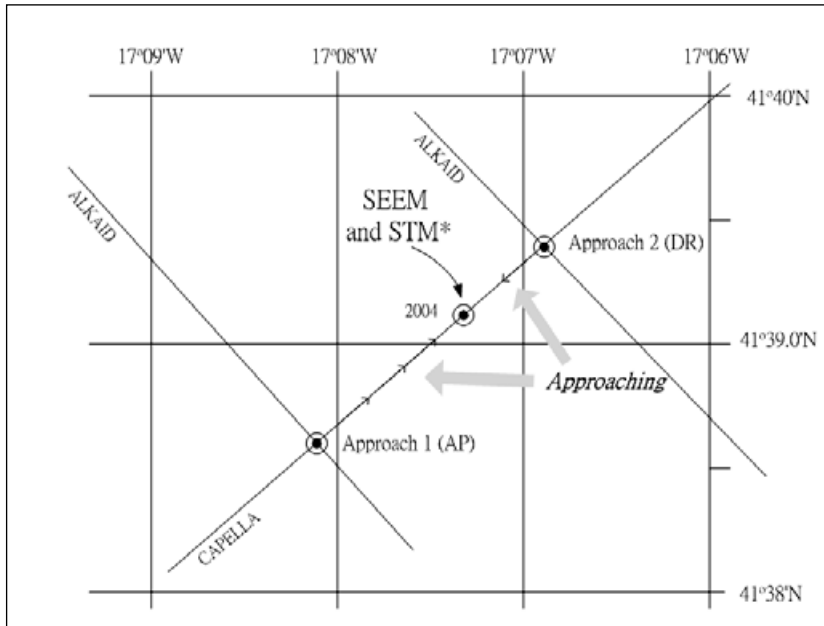 17°09'W 17°08'W 17°07'W 17°06'W
41°40'N
ALKAID
ALKAID
SEEM
and STM*
Approach 2 (DR)
2004
41°39.0'N
Approaching
Approach 1 (AP)
CAPELLA
41°38'N